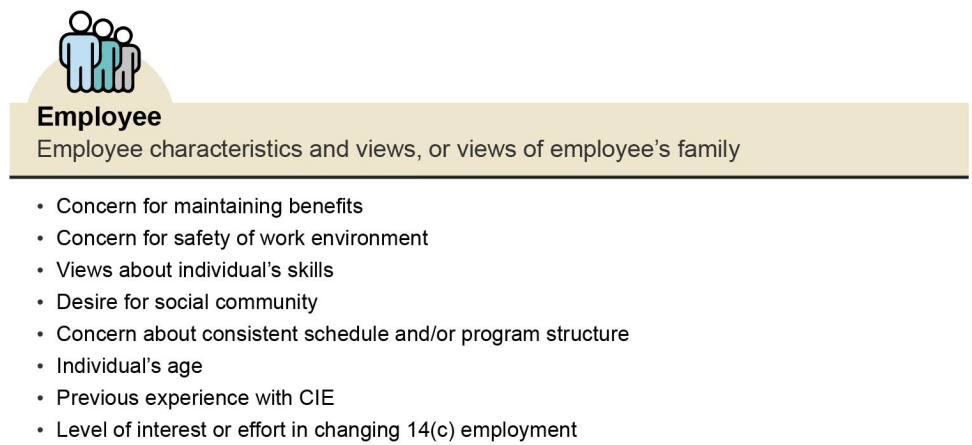 Employee
Employee characteristics and views, or views of employee’s family
• Concern for maintaining benefits
• Concern for safety of work environment
• Views about individual’s skills
• Desire for social community
• Concern about consistent schedule and/or program structure
• Individual’s age
• Previous experience with CIE
• Level of interest or effort in changing 14(c) employment